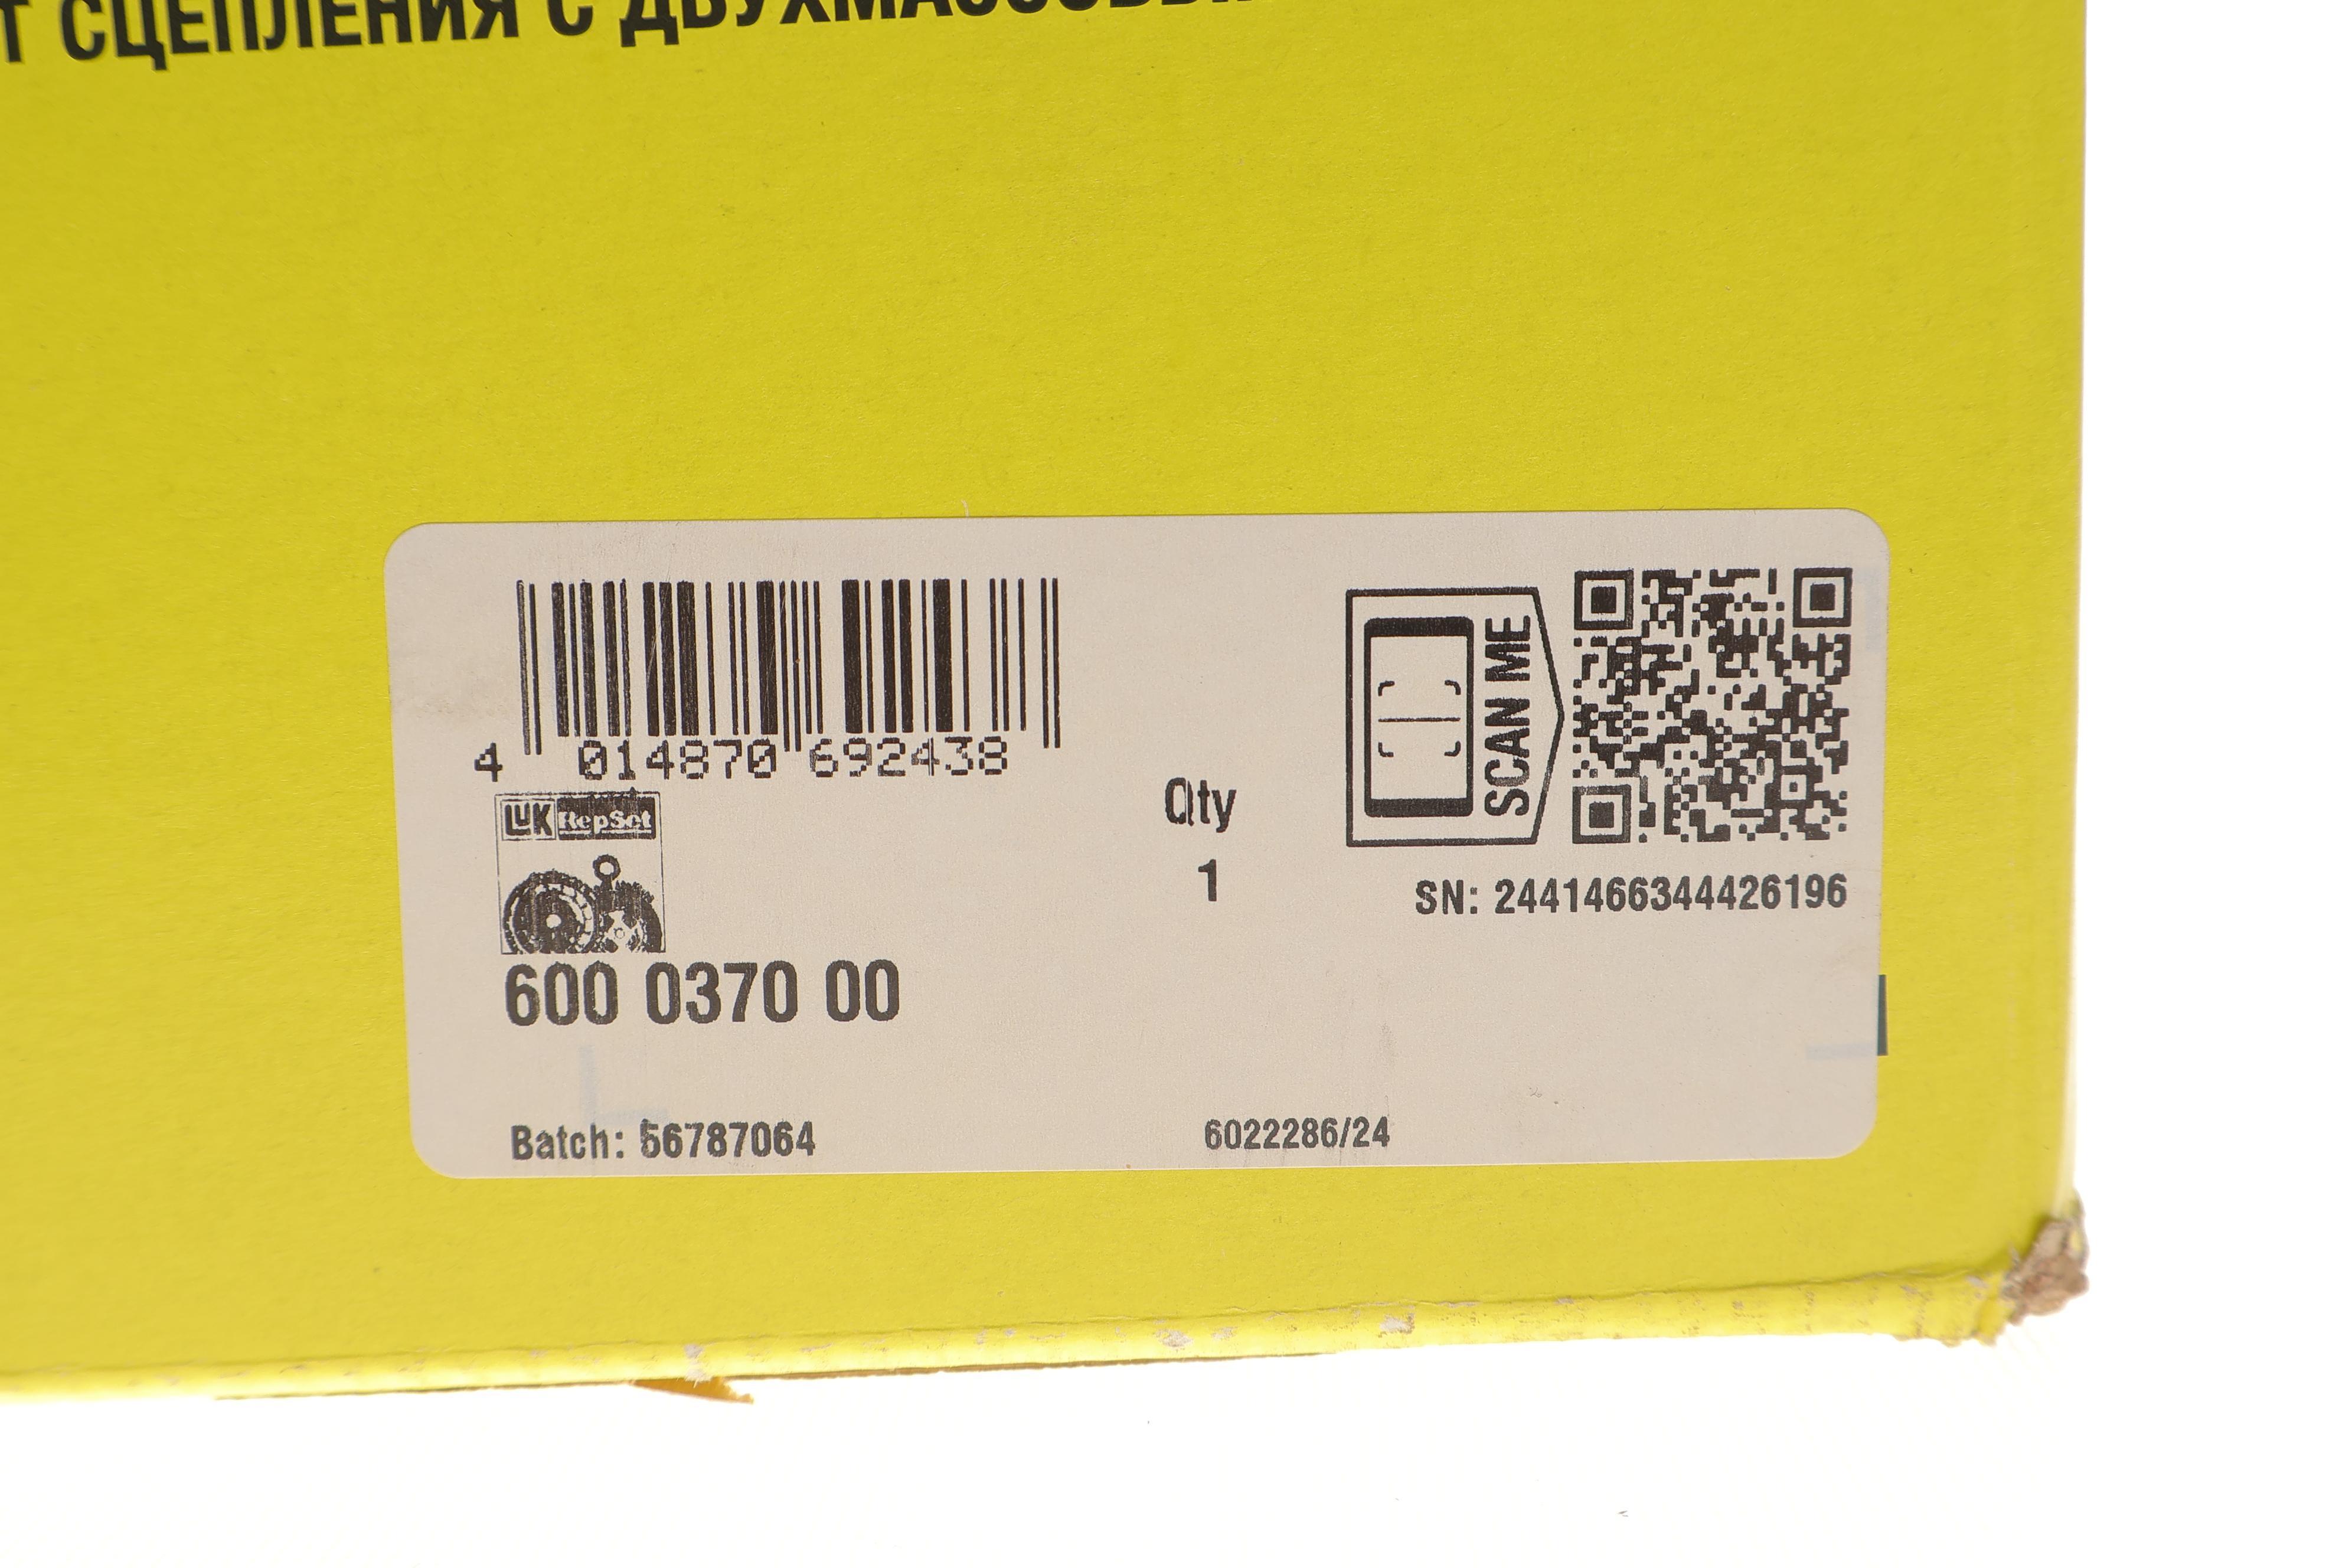 Т СЦЕПЛЕНИЯ С
4 014870 692438
LUK RepSet
Qty
1
SCAN ME
SN: 2441466344426196
600 0370 00
Batch: 56787064
6022286/24